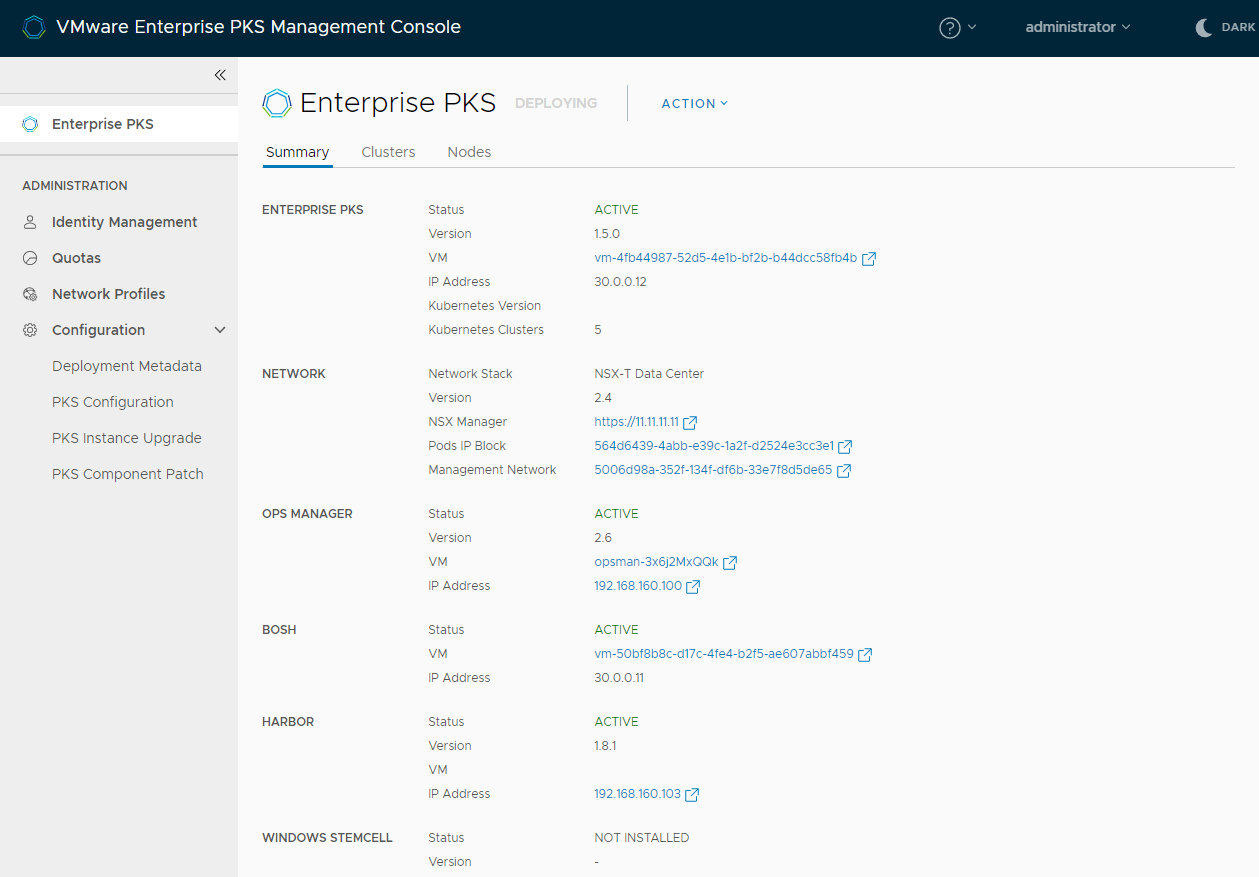 VMware Enterprise PKS Management Console
administrator
DARK
Enterprise PKS
ADMINISTRATION
Identity Management
Quotas
Network Profiles
Configuration
Deployment Metadata
PKS Configuration
PKS Instance Upgrade
PKS Component Patch
Enterprise PKS DEPLOYING ACTION
Summary Clusters Nodes
ENTERPRISE PKS Status ACTIVE
Version 1.5.0
VM vm-4fb44987-52d5-4e1b-bf2b-b44dcc58fb4b
IP Address 30.0.0.12
Kubernetes Version
Kubernetes Clusters 5
NETWORK Network Stack NSX-T Data Center
Version 2.4
NSX Manager https://11.11.11.11
Pods IP Block 564d6439-4abb-e39c-1a2f-d2524e3cc3e1
Management Network 5006d98a-352f-134f-df6b-33e7f8d5de65
OPS MANAGER Status ACTIVE
Version 2.6
VM opsman-3x6j2MxQQk
IP Address 192.168.160.100
BOSH Status ACTIVE
VM vm-50bf8b8c-d17c-4fe4-b2f5-ae607abbf459
IP Address 30.0.0.11
HARBOR Status ACTIVE
Version 1.8.1
VM
IP Address 192.168.160.103
WINDOWS STEMCELL Status NOT INSTALLED
Version -